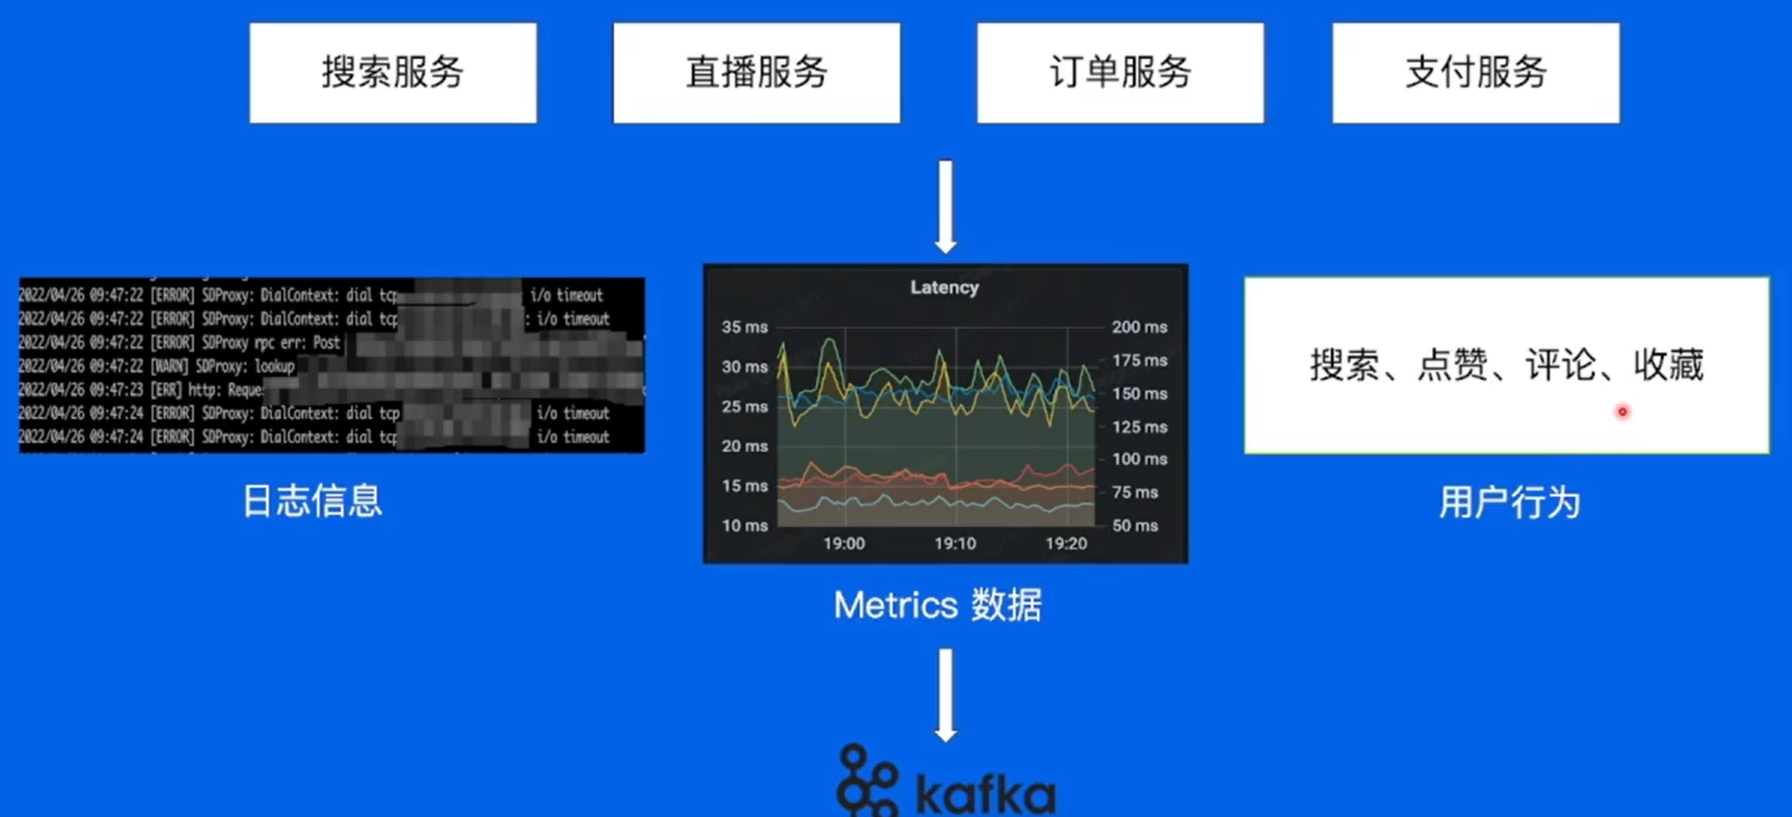 搜索服务
直播服务
订单服务
支付服务
2022/04/26 09:47:22 [ERROR] SDProxy: DialContext: dial tcp i/o timeout
2022/04/26 09:47:22 [ERROR] SDProxy: DialContext: dial tcp : i/o timeout
2022/04/26 09:47:22 [ERROR] SDProxy rpc err: Post
2022/04/26 09:47:22 [WARN] SDProxy: lookup
2022/04/26 09:47:23 [ERR] http: Reque
2022/04/26 09:47:24 [ERROR] SDProxy: DialContext: dial tcp i/o timeout
2022/04/26 09:47:24 [ERROR] SDProxy: DialContext: dial tcp i/o timeout
日志信息
Latency
35 ms
30 ms
25 ms
20 ms
15 ms
10 ms
200 ms
175 ms
150 ms
125 ms
100 ms
75 ms
50 ms
19:00 19:10 19:20
Metrics 数据
搜索、点赞、评论、收藏
用户行为
kafka